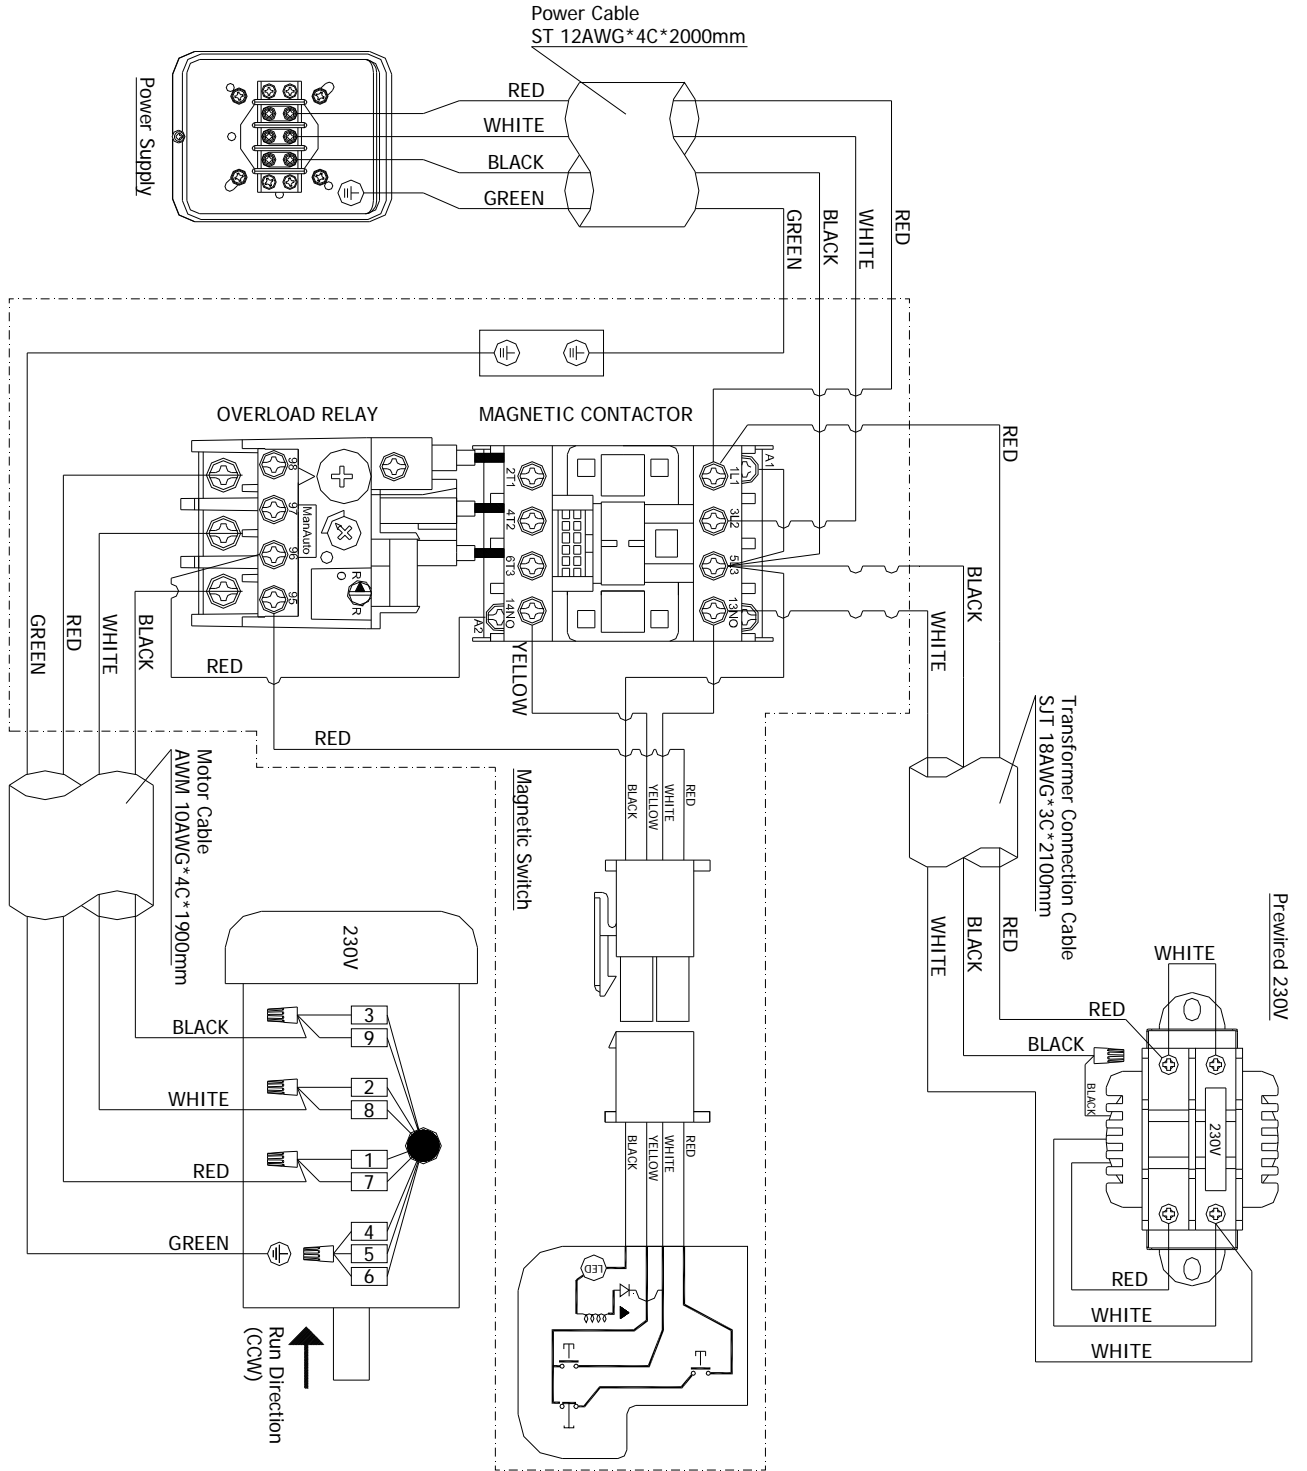 Power Cable
ST 12AWG*4C*2000mm
Power Supply
RED
WHITE
BLACK
GREEN
GREEN
BLACK
WHITE
RED
OVERLOAD RELAY
MAGNETIC CONTACTOR
98
97
96
95
ManAuto
R
R
2T1
4T2
6T3
14NO
A2
1L1
3L2
5L3
13NO
A1
RED
BLACK
WHITE
GREEN
RED
WHITE
BLACK
RED
YELLOW
RED
Magnetic Switch
BLACK
YELLOW
WHITE
RED
Transformer Connection Cable
SJT 18AWG*3C*2100mm
Motor Cable
AWM 10AWG*4C*1900mm
WHITE
BLACK
RED
Prewired 230V
WHITE
RED
BLACK
BLACK
230V
RED
WHITE
WHITE
230V
BLACK
3
9
WHITE
2
8
RED
1
7
GREEN
4
5
6
Run Direction
(CCW)
BLACK
YELLOW
WHITE
RED
LED